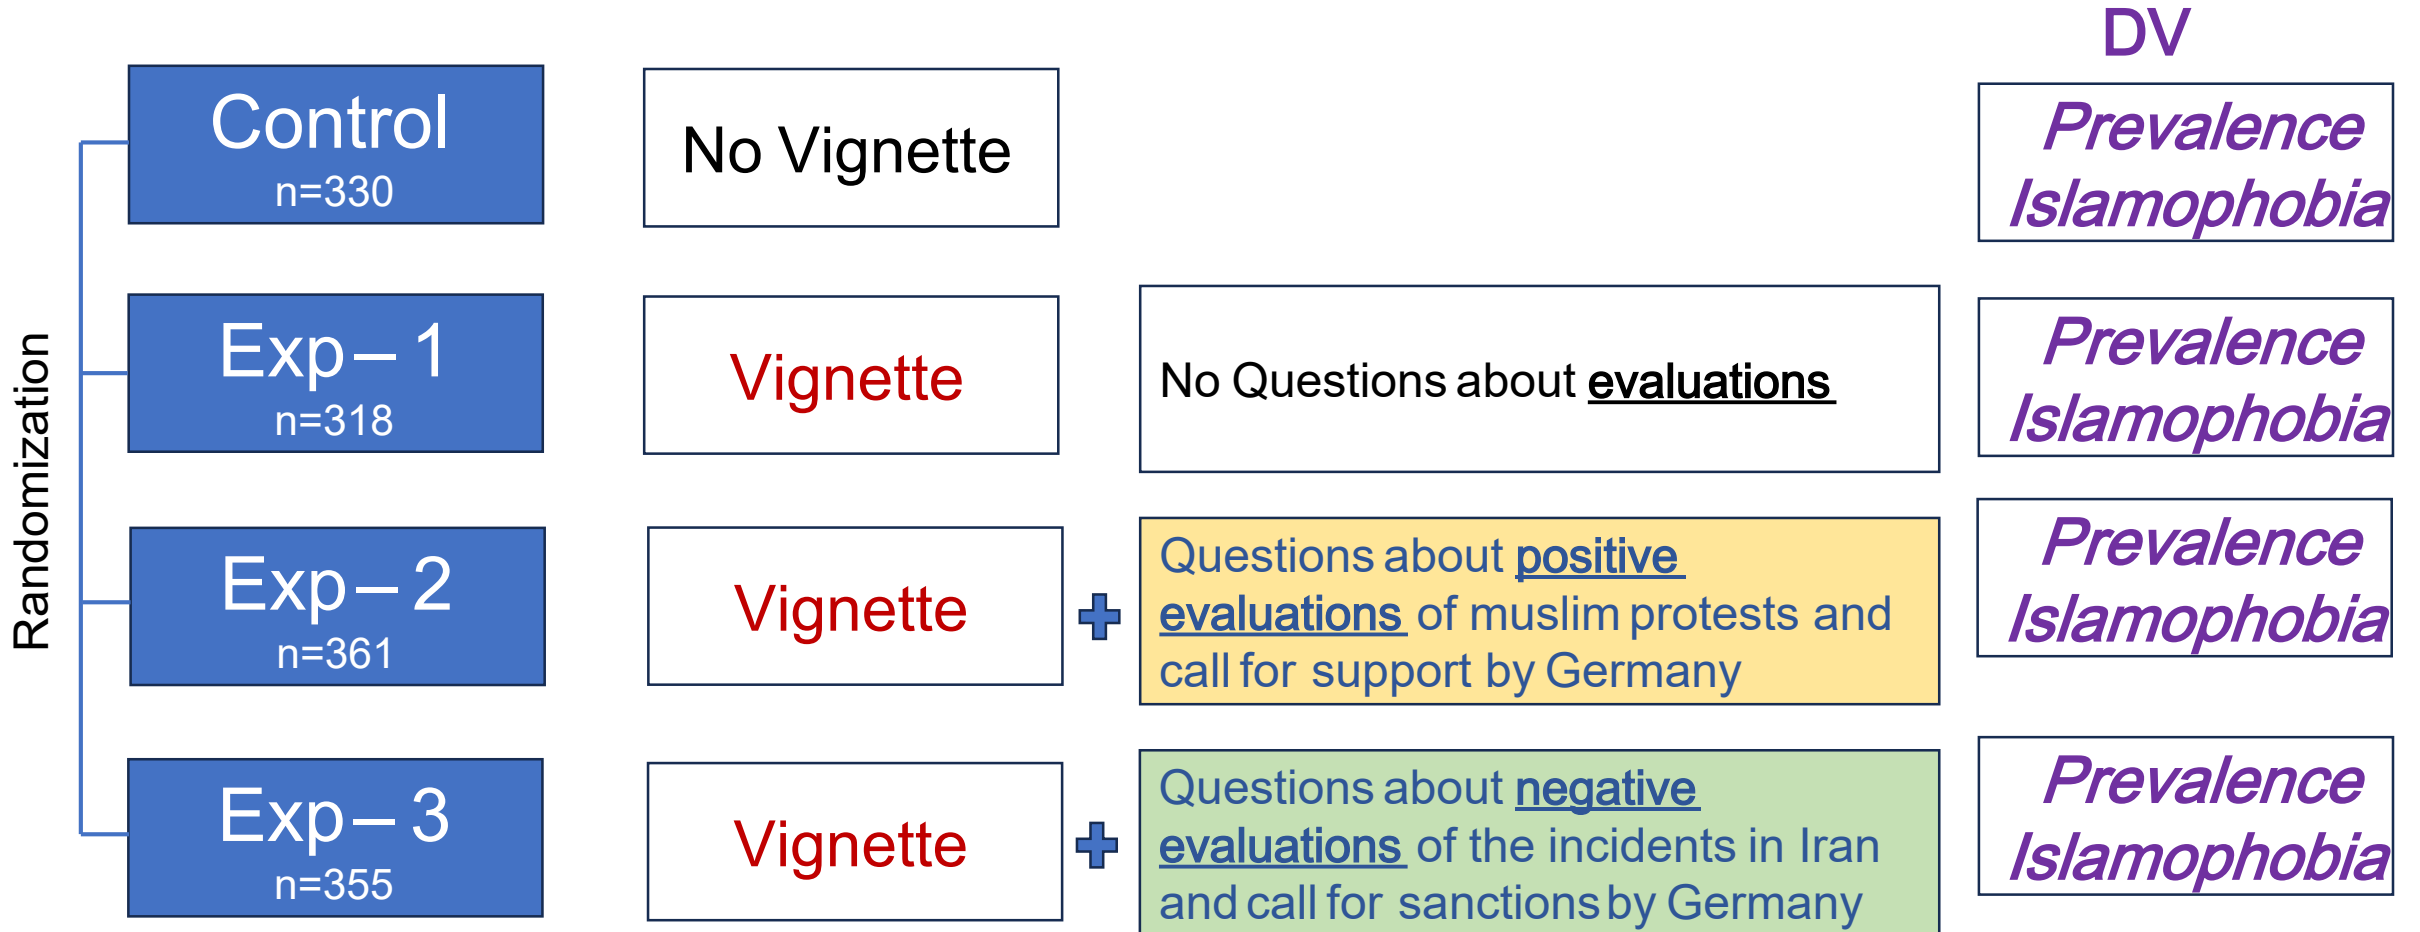 DV
Randomization
Control
n=330
No Vignette
Prevalence
Islamophobia
Exp – 1
n=318
Vignette
No Questions about evaluations
Prevalence
Islamophobia
Exp – 2
n=361
Vignette
Questions about positive
evaluations of muslim protests and
call for support by Germany
Prevalence
Islamophobia
Exp – 3
n=355
Vignette
Questions about negative
evaluations of the incidents in Iran
and call for sanctions by Germany
Prevalence
Islamophobia